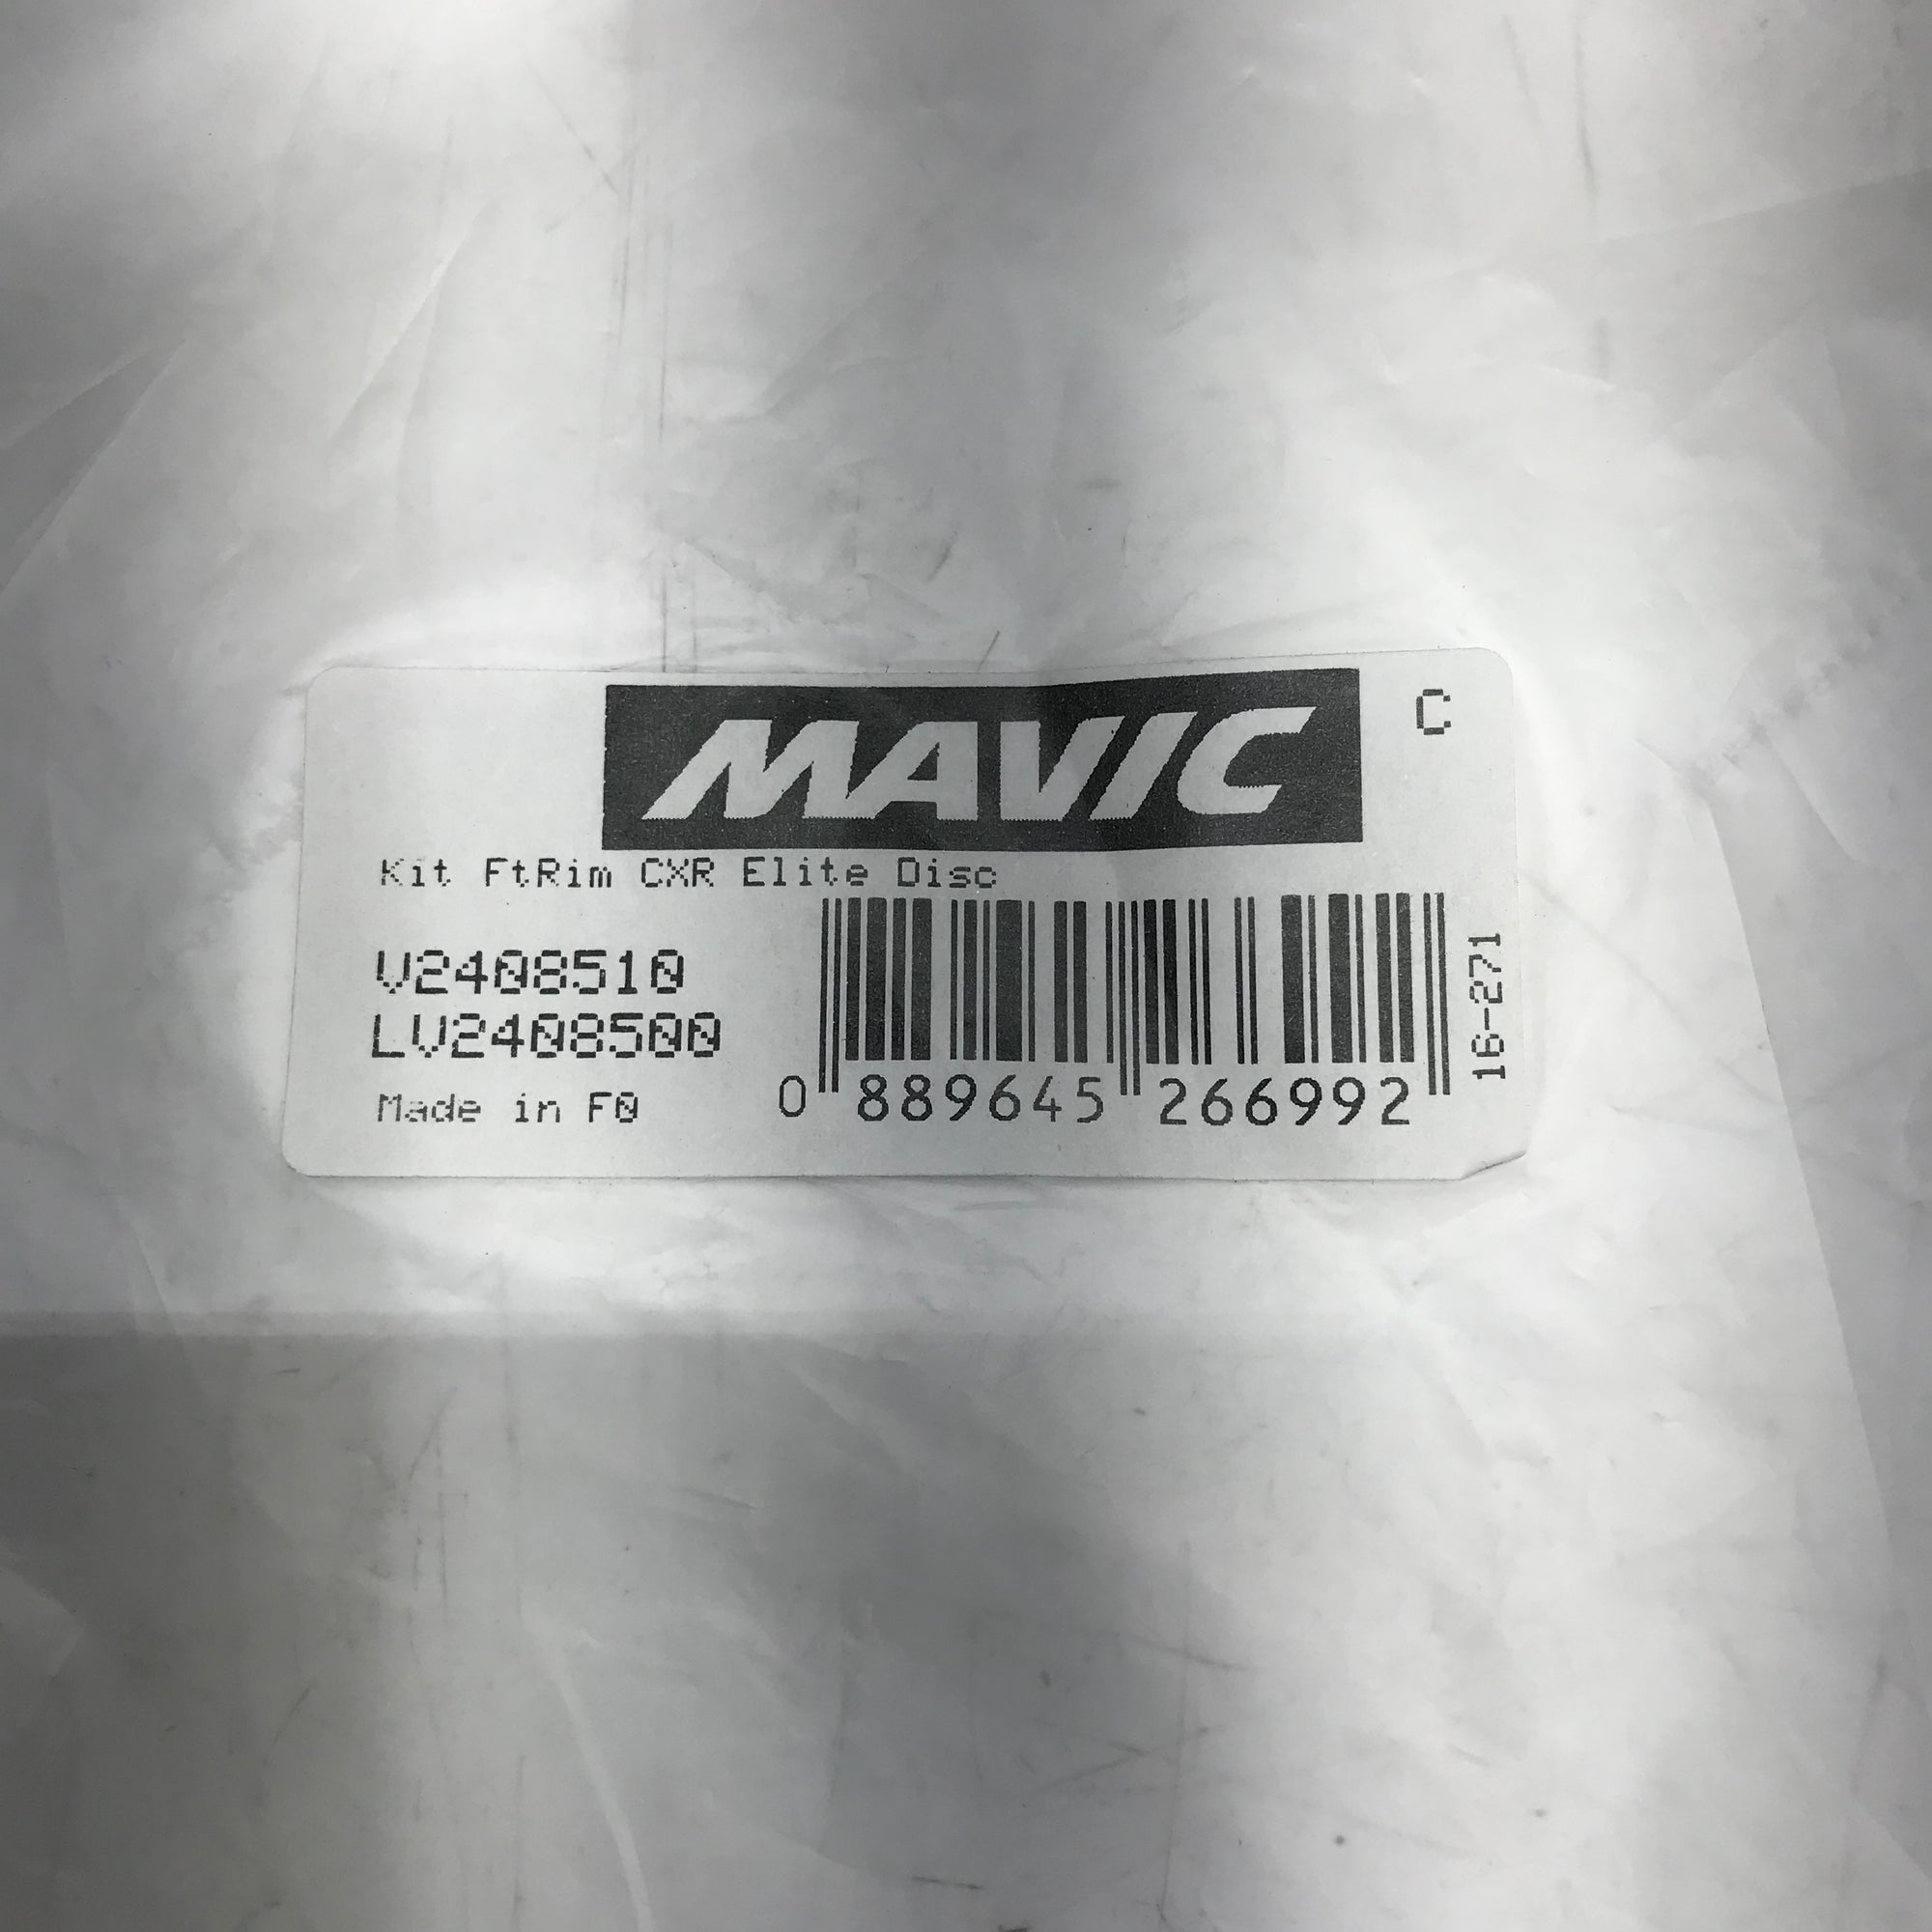 MAVIC
C
Kit FtRim CXR Elite Disc
V2408510
LV2408500
Made in F0
0 889645 266992
16-271